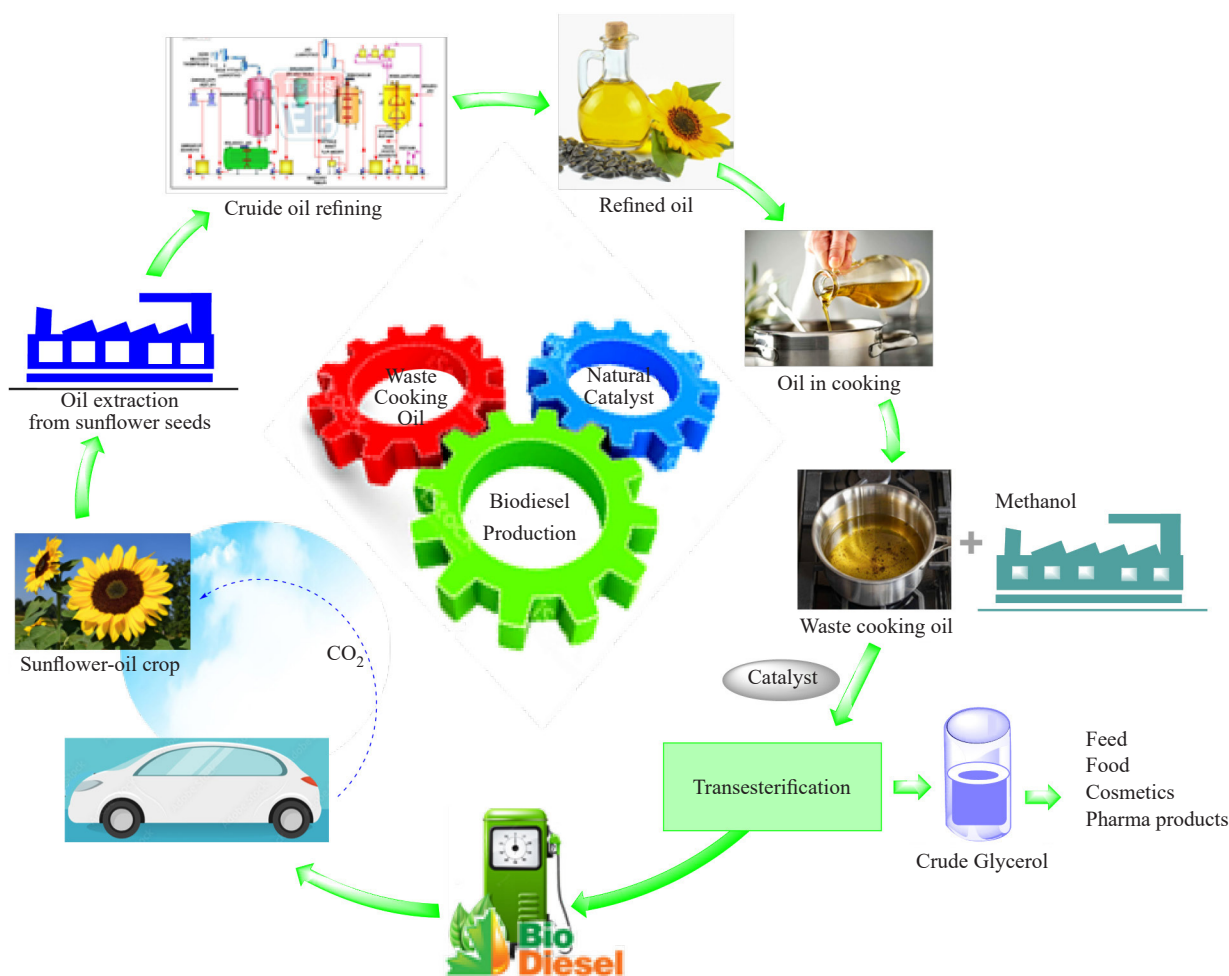 Cruide oil refining
Refined oil
Oil in cooking
Oil extraction
from sunflower seeds
Waste
Cooking
Oil
Natural
Catalyst
Biodiesel
Production
Methanol
+
Waste cooking oil
Sunflower-oil crop
CO2
Catalyst
Transesterification
Feed
Food
Cosmetics
Pharma products
Crude Glycerol
Bio
Diesel